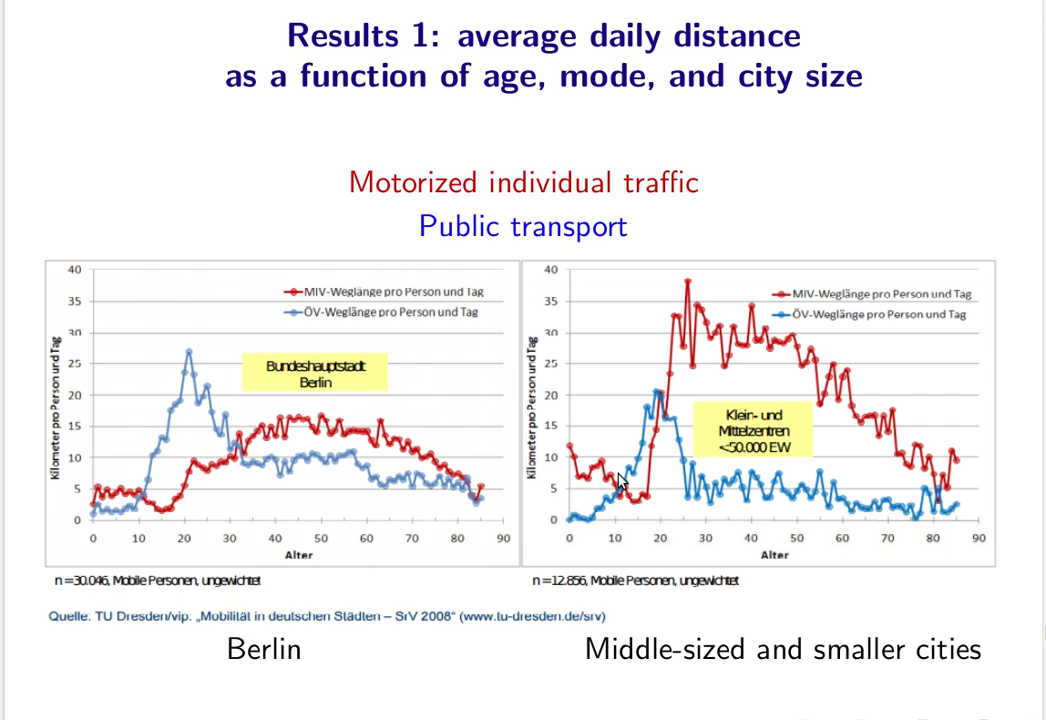 Results 1: average daily distance
as a function of age, mode, and city size
Motorized individual traffic
Public transport
Kilometer pro Person und Tag
40
35
30
25
20
15
10
5
0
MIV-Weglänge pro Person und Tag
ÖV-Weglänge pro Person und Tag
Bundeshauptstadt
Berlin
0 10 20 30 40 50 60 70 80 90
Alter
n=30.046, Mobile Personen, ungewichtet
Kilometer pro Person und Tag
40
35
30
25
20
15
10
5
0
MIV-Weglänge pro Person und Tag
ÖV-Weglänge pro Person und Tag
Klein- und
Mittelzentren
<50.000 EW
0 10 20 30 40 50 60 70 80 90
Alter
n=12.856, Mobile Personen, ungewichtet
Quelle: TU Dresden/vip. „Mobilität in deutschen Städten – SrV 2008“ (www.tu-dresden.de/srv)
Berlin
Middle-sized and smaller cities